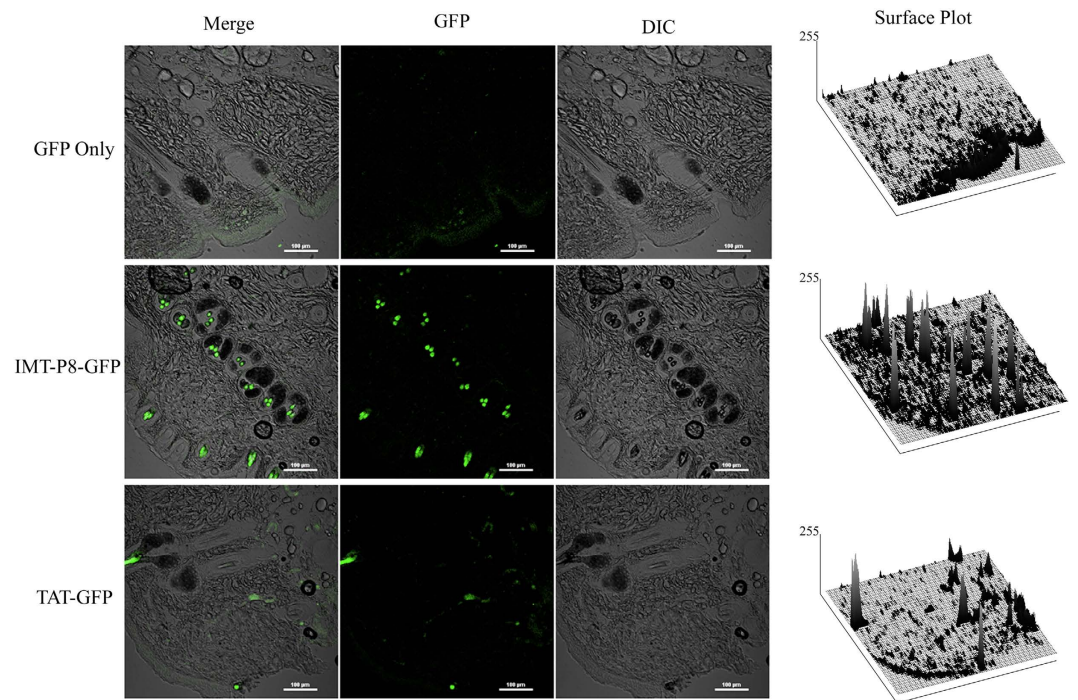 Merge GFP DIC Surface Plot
255
GFP Only
100 µm 100 µm 100 µm
255
IMT-P8-GFP
100 µm 100 µm 100 µm
255
TAT-GFP
100 µm 100 µm 100 µm